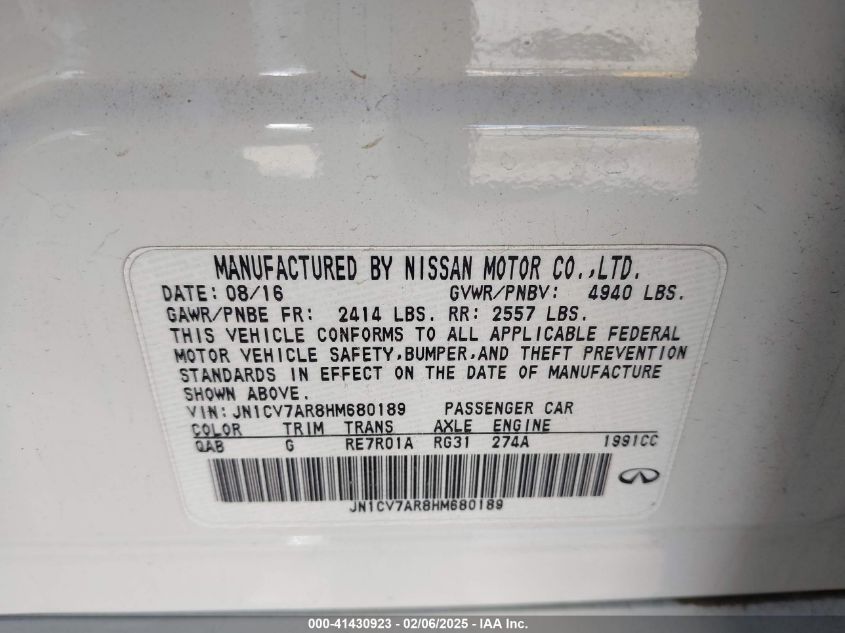 MANUFACTURED BY NISSAN MOTOR CO.,LTD.
DATE: 08/16 GVWR/PNBV: 4940 LBS.
GAWR/PNBE FR: 2414 LBS. RR: 2557 LBS.
THIS VEHICLE CONFORMS TO ALL APPLICABLE FEDERAL
MOTOR VEHICLE SAFETY,BUMPER,AND THEFT PREVENTION
STANDARDS IN EFFECT ON THE DATE OF MANUFACTURE
SHOWN ABOVE.
VIN: JN1CV7AR8HM680189 PASSENGER CAR
COLOR TRIM TRANS AXLE ENGINE
QAB G RE7R01A RG31 274A 1991CC
JN1CV7AR8HM680189
000-41430923 - 02/06/2025 - IAA Inc.